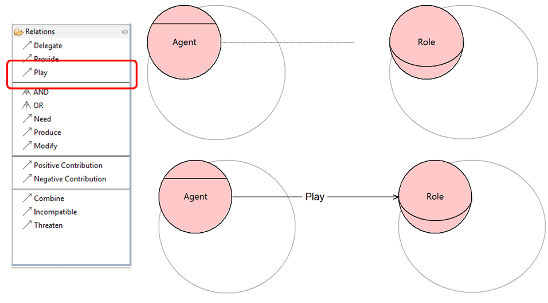 Relations
Delegate
Provide
Play
AND
OR
Need
Produce
Modify
Positive Contribution
Negative Contribution
Combine
Incompatible
Threaten
Agent
Role
Agent
Play
Role